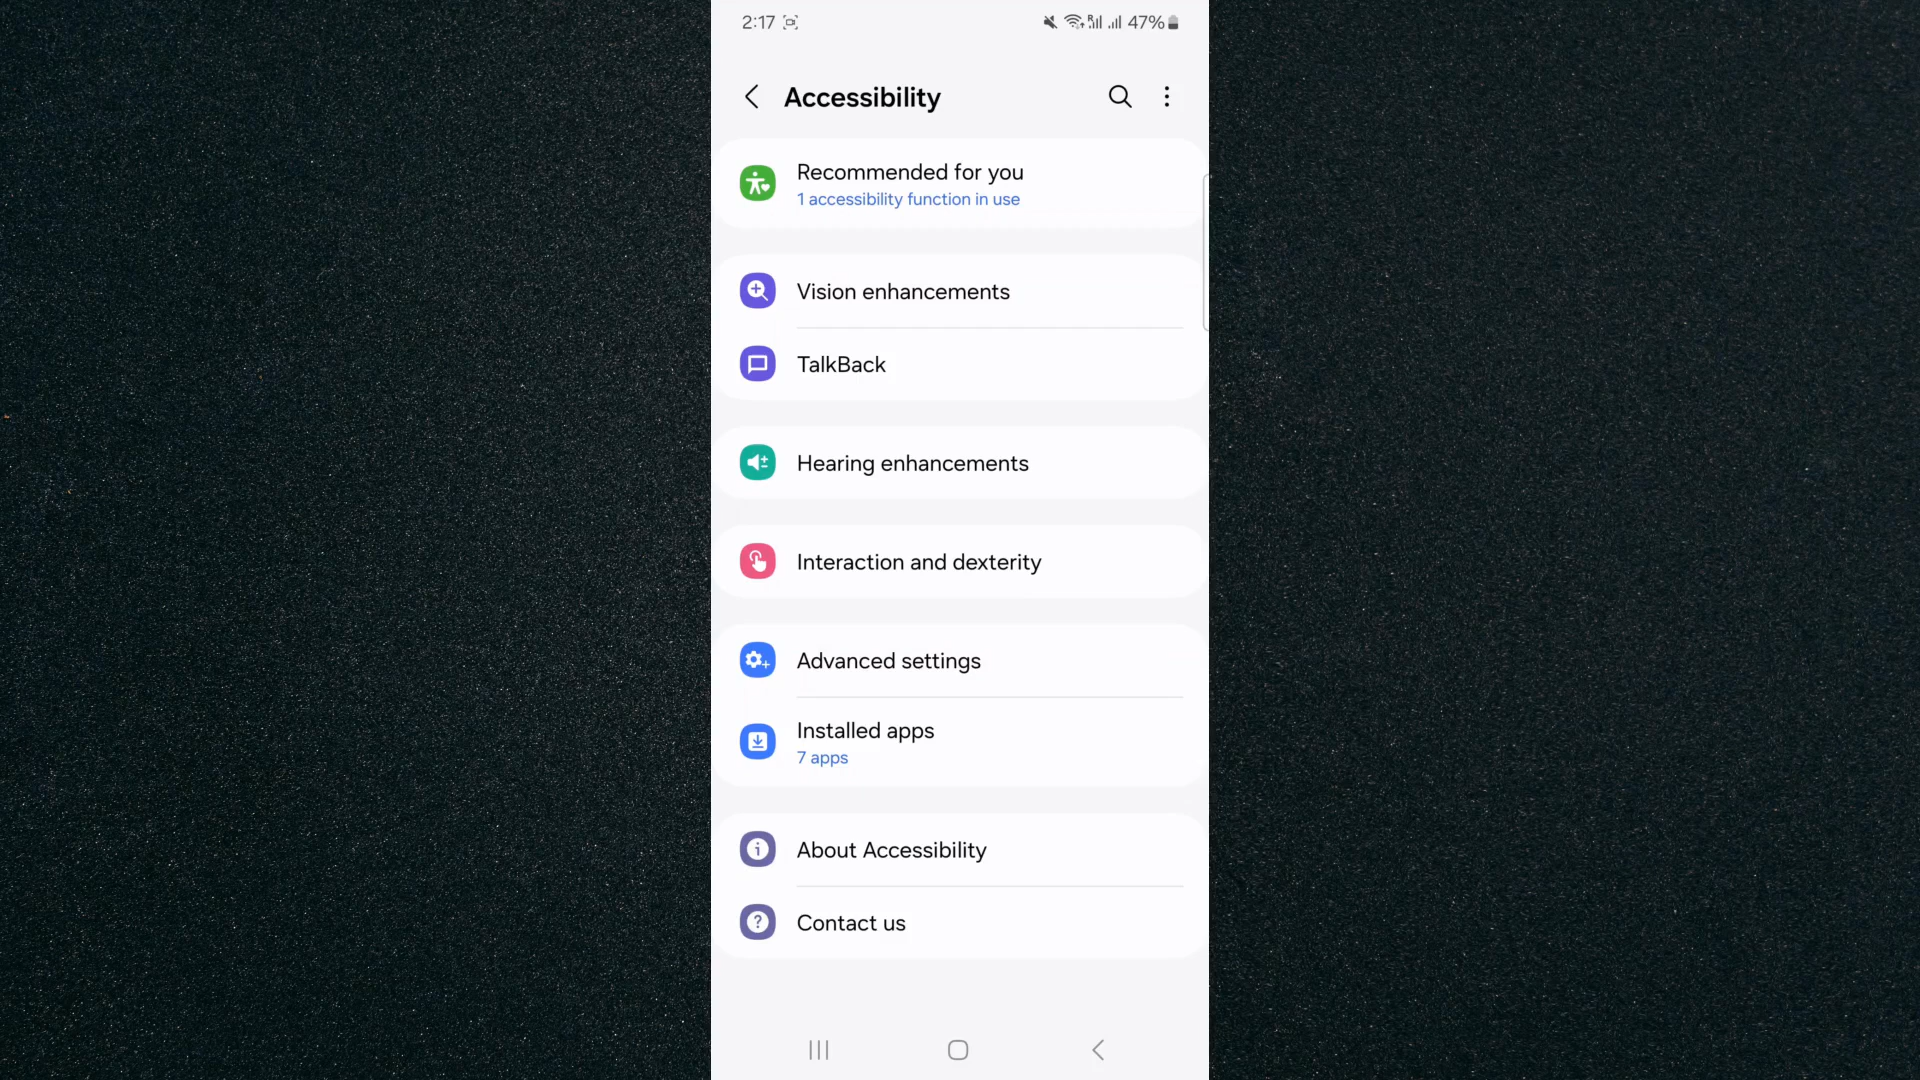 2:17 47%
Accessibility
Recommended for you
1 accessibility function in use
Vision enhancements
TalkBack
Hearing enhancements
Interaction and dexterity
Advanced settings
Installed apps
7 apps
About Accessibility
Contact us